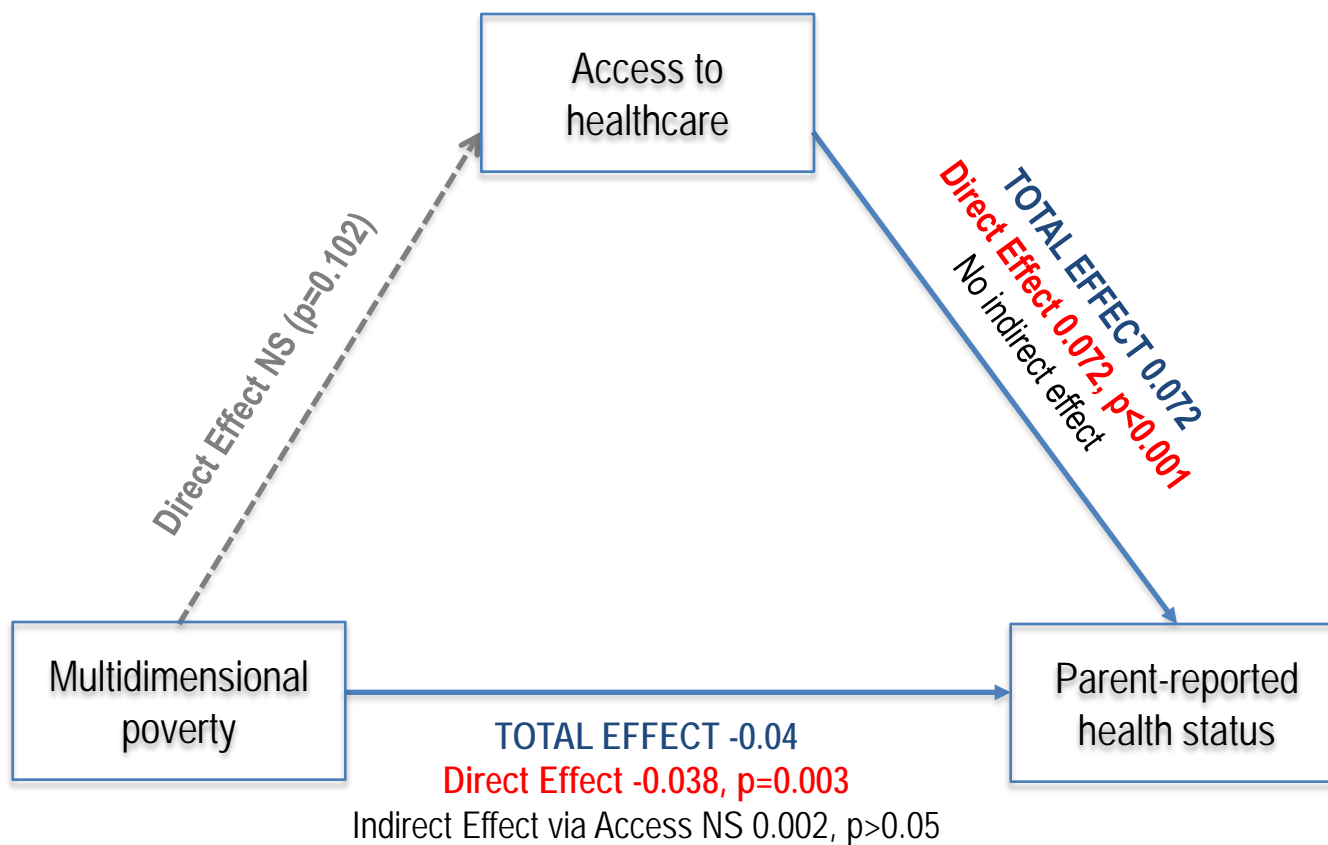 Access to
healthcare
Direct Effect NS (p=0.102)
TOTAL EFFECT 0.072
Direct Effect 0.072, p<0.001
No indirect effect
Multidimensional
poverty
Parent-reported
health status
TOTAL EFFECT -0.04
Direct Effect -0.038, p=0.003
Indirect Effect via Access NS 0.002, p>0.05